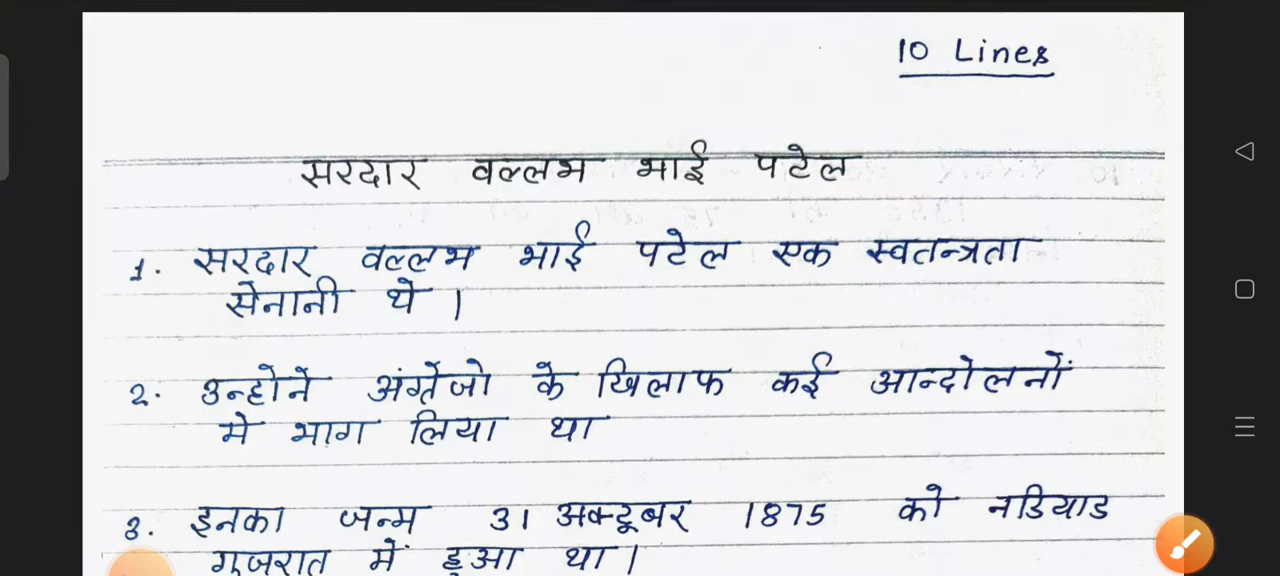 10 Lines
सरदार वल्लभ भाई पटेल
1. सरदार वल्लभ भाई पटेल एक स्वतन्त्रता
सेनानी थे।
2. उन्होने अंग्रेजो के खिलाफ कई आन्दोलनों
मे भाग लिया था
3. इनका जन्म 31 अक्टूबर 1875 को नडियाड
गुजरात में हुआ था।